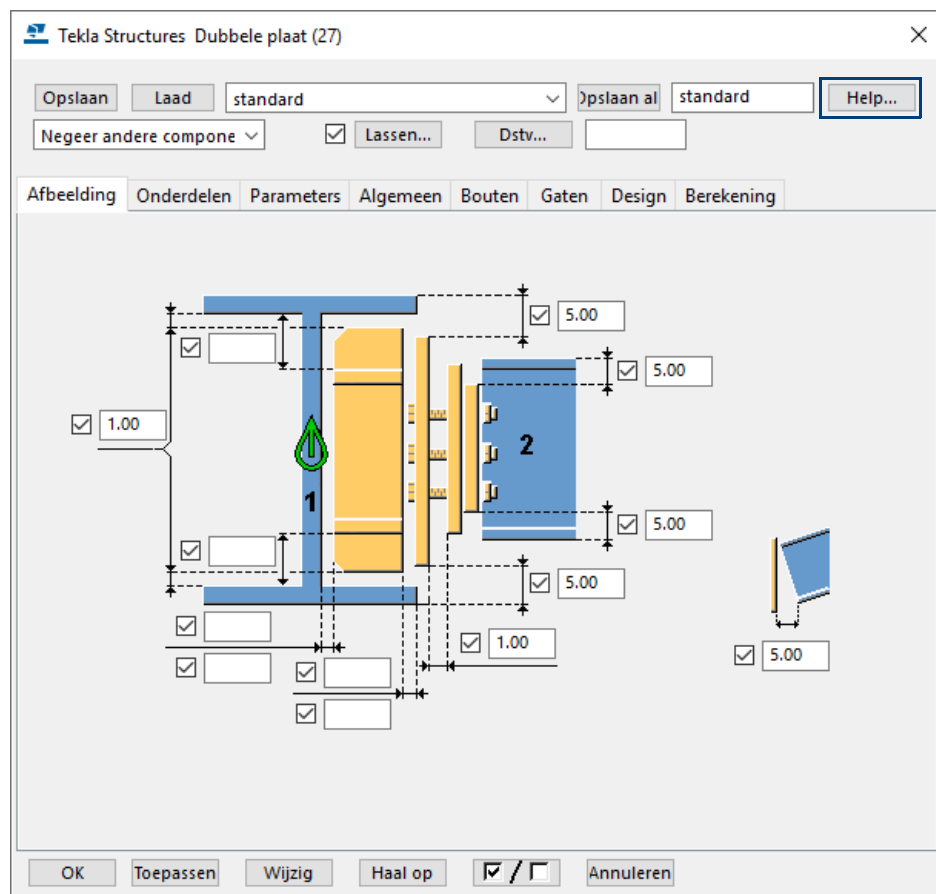 Tekla Structures Dubbele plaat (27)
Opslaan Laad standard Opslaan al standard Help...
Negeer andere compone Lassen... Dstv...
Afbeelding Onderdelen Parameters Algemeen Bouten Gaten Design Berekening
5.00
5.00
1.00
2
1
5.00
5.00
1.00
5.00
OK Toepassen Wijzig Haal op / Annuleren